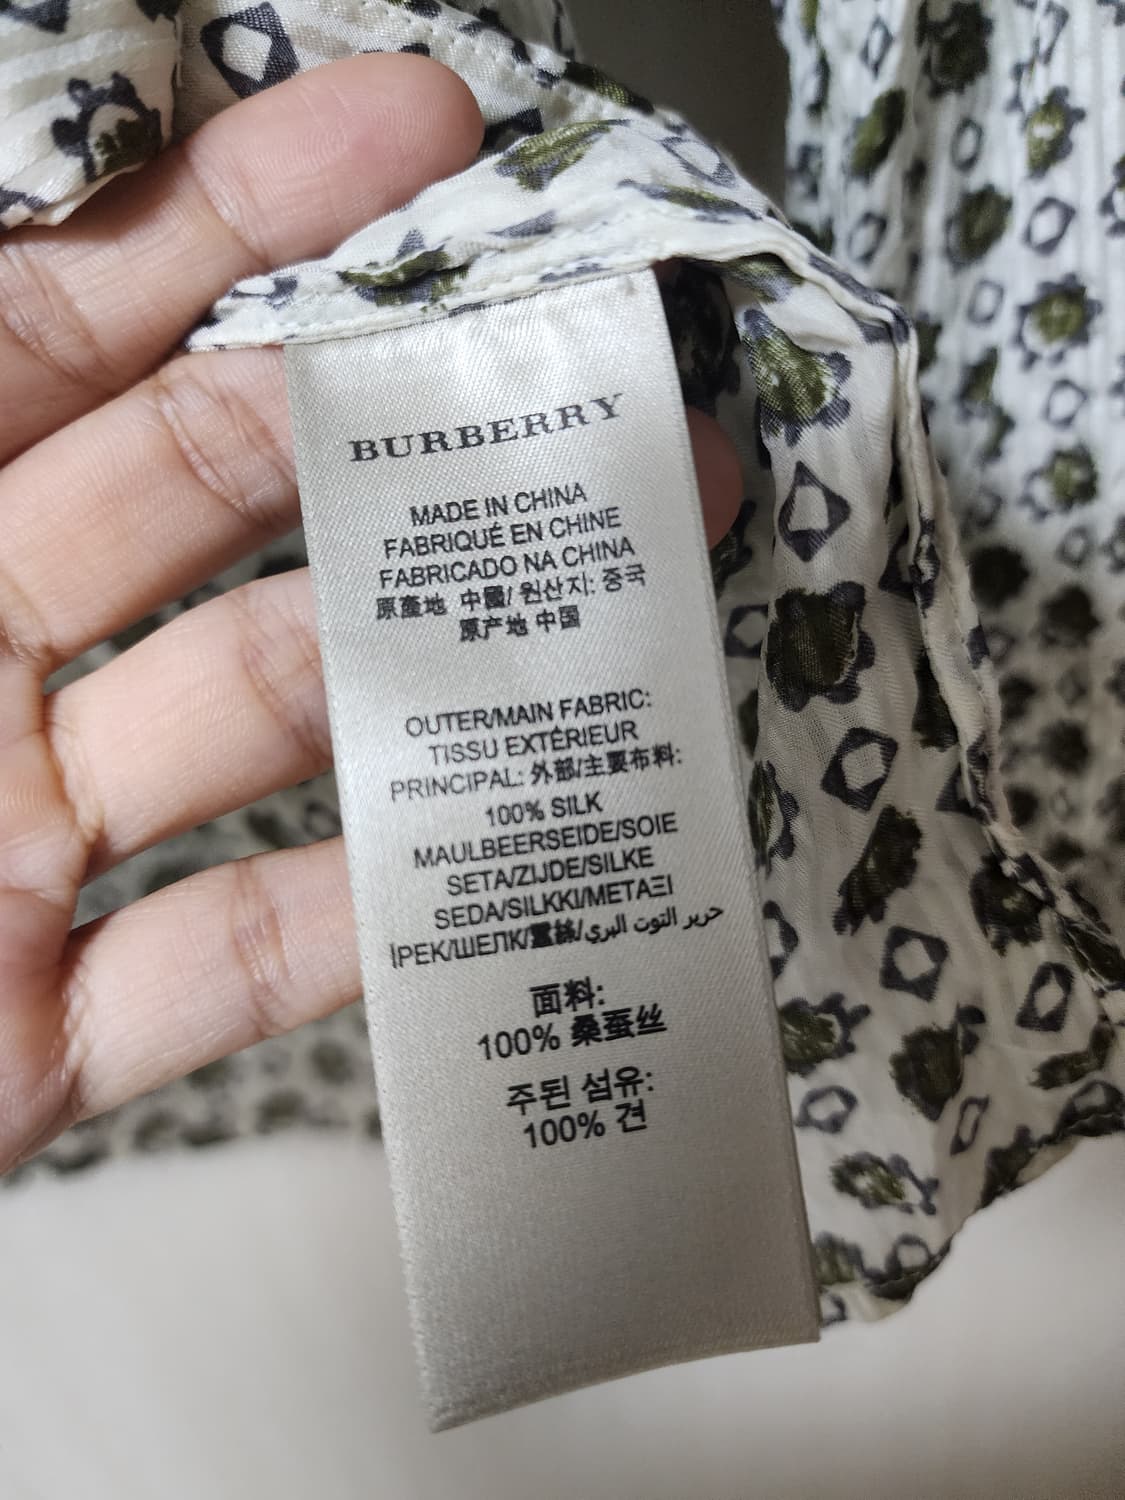 BURBERRY
MADE IN CHINA
FABRIQUÉ EN CHINE
FABRICADO NA CHINA
原產地 中國/ 원산지: 중국
原产地 中国
OUTER/MAIN FABRIC:
TISSU EXTÉRIEUR
PRINCIPAL: 外部/主要布料:
100% SILK
MAULBEERSEIDE/SOIE
SETA/ZIJDE/SILKE
SEDA/SILKKI/ΜΕΤΑΞΙ
İPEK/ШЕЛК/蠶絲/حرير التوت البري
面料:
100% 桑蚕丝
주된 섬유:
100% 견